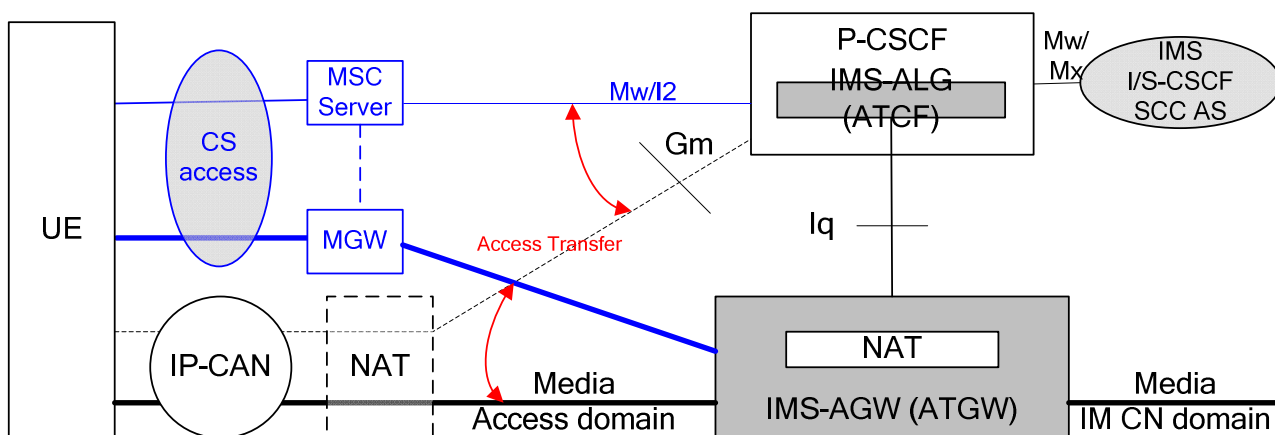 P-CSCF
IMS-ALG
(ATCF)
Mw/
Mx
IMS
I/S-CSCF
SCC AS
MSC
Server
Mw/I2
CS
access
Gm
UE
MGW
Access Transfer
Iq
IP-CAN
NAT
Media
Access domain
NAT
IMS-AGW (ATGW)
Media
IM CN domain